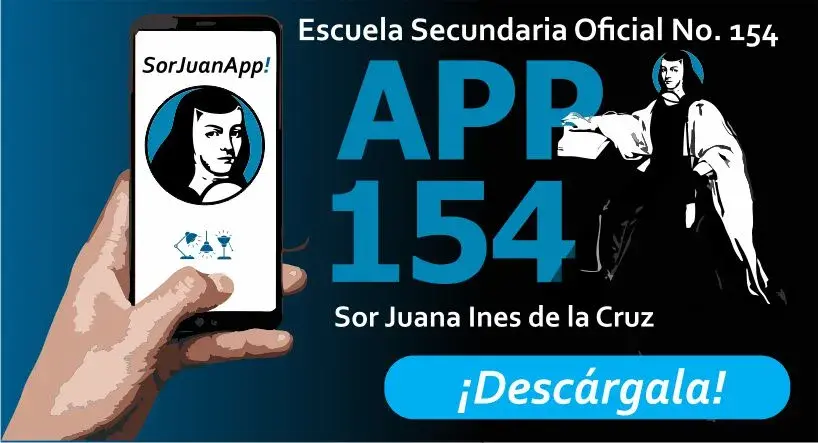 Escuela Secundaria Oficial No. 154
SorJuanApp!
APP
154
Sor Juana Ines de la Cruz
¡Descárgala!